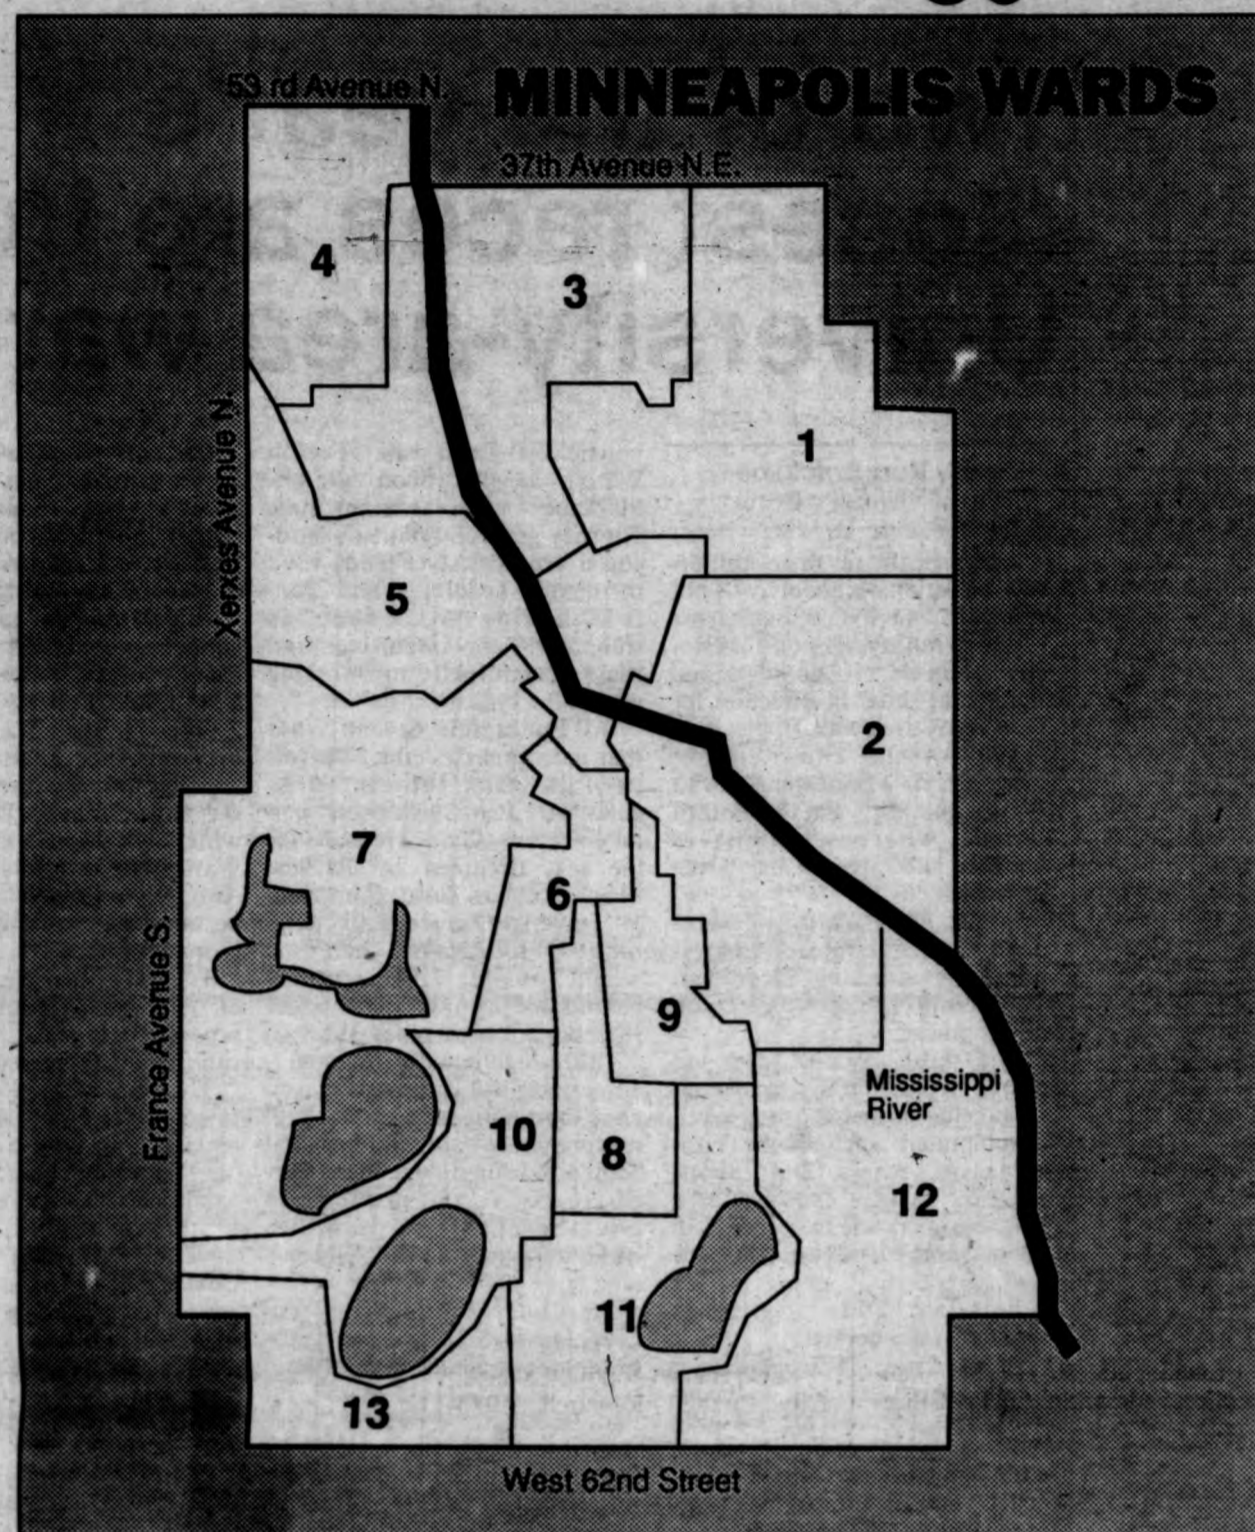 53 rd Avenue N.
MINNEAPOLIS WARDS
37th Avenue N.E.
4
3
Xerxes Avenue N.
1
5
2
7
6
France Avenue S.
9
Mississippi
River
10
8
12
11
13
West 62nd Street